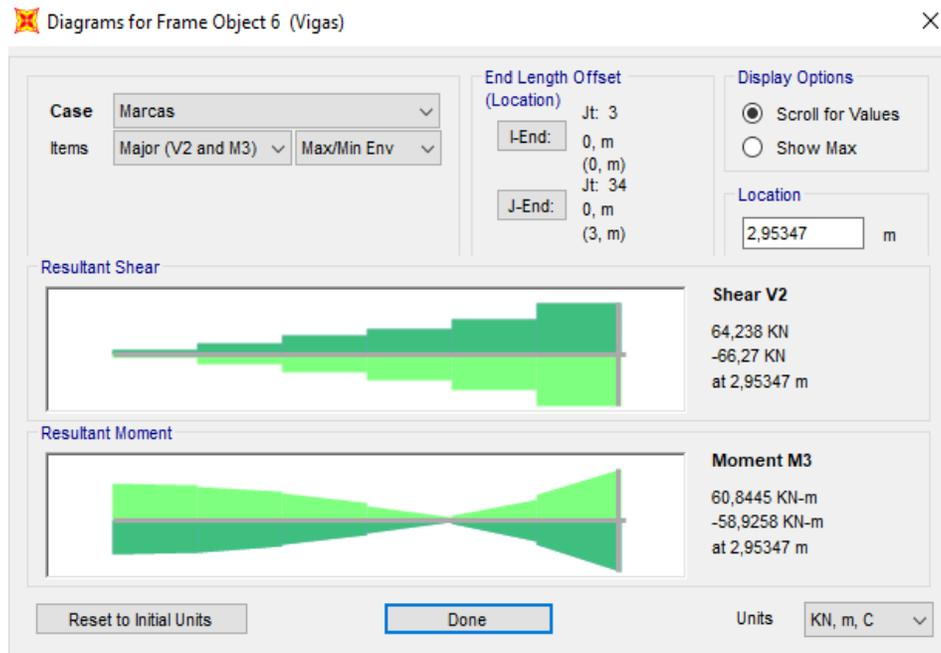 Diagrams for Frame Object 6 (Vigas)
Case Marcas
Items Major (V2 and M3) Max/Min Env
End Length Offset
(Location)
Jt: 3
I-End: 0, m
(0, m)
Jt: 34
J-End: 0, m
(3, m)
Display Options
Scroll for Values
Show Max
Location
2,95347 m
Resultant Shear
Shear V2
64,238 KN
-66,27 KN
at 2,95347 m
Resultant Moment
Moment M3
60,8445 KN-m
-58,9258 KN-m
at 2,95347 m
Reset to Initial Units Done Units KN, m, C